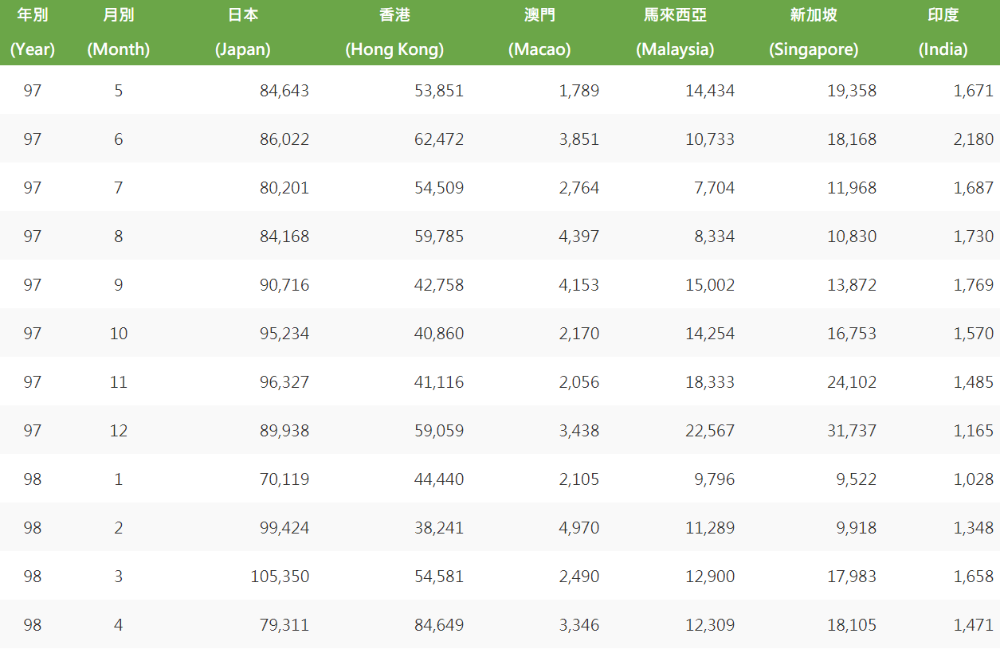 年別 月別 日本 香港 澳門 馬來西亞 新加坡 印度
(Year) (Month) (Japan) (Hong Kong) (Macao) (Malaysia) (Singapore) (India)
97 5 84,643 53,851 1,789 14,434 19,358 1,671
97 6 86,022 62,472 3,851 10,733 18,168 2,180
97 7 80,201 54,509 2,764 7,704 11,968 1,687
97 8 84,168 59,785 4,397 8,334 10,830 1,730
97 9 90,716 42,758 4,153 15,002 13,872 1,769
97 10 95,234 40,860 2,170 14,254 16,753 1,570
97 11 96,327 41,116 2,056 18,333 24,102 1,485
97 12 89,938 59,059 3,438 22,567 31,737 1,165
98 1 70,119 44,440 2,105 9,796 9,522 1,028
98 2 99,424 38,241 4,970 11,289 9,918 1,348
98 3 105,350 54,581 2,490 12,900 17,983 1,658
98 4 79,311 84,649 3,346 12,309 18,105 1,471